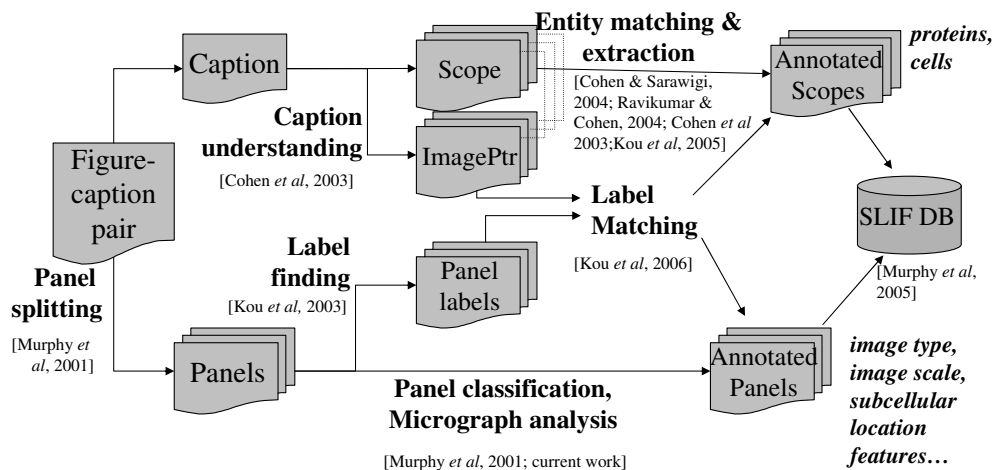 Caption
Scope
Entity matching &
extraction
[Cohen & Sarawigi,
2004; Ravikumar &
Cohen, 2004; Cohen et al
2003;Kou et al, 2005]
Annotated
Scopes
proteins,
cells
Caption
understanding
[Cohen et al, 2003]
ImagePtr
Figure-
caption
pair
Label
Matching
[Kou et al, 2006]
SLIF DB
[Murphy et al,
2005]
Label
finding
[Kou et al, 2003]
Panel
labels
Panel
splitting
[Murphy et
al, 2001]
Panels
Panel classification,
Micrograph analysis
[Murphy et al, 2001; current work]
Annotated
Panels
image type,
image scale,
subcellular
location
features…